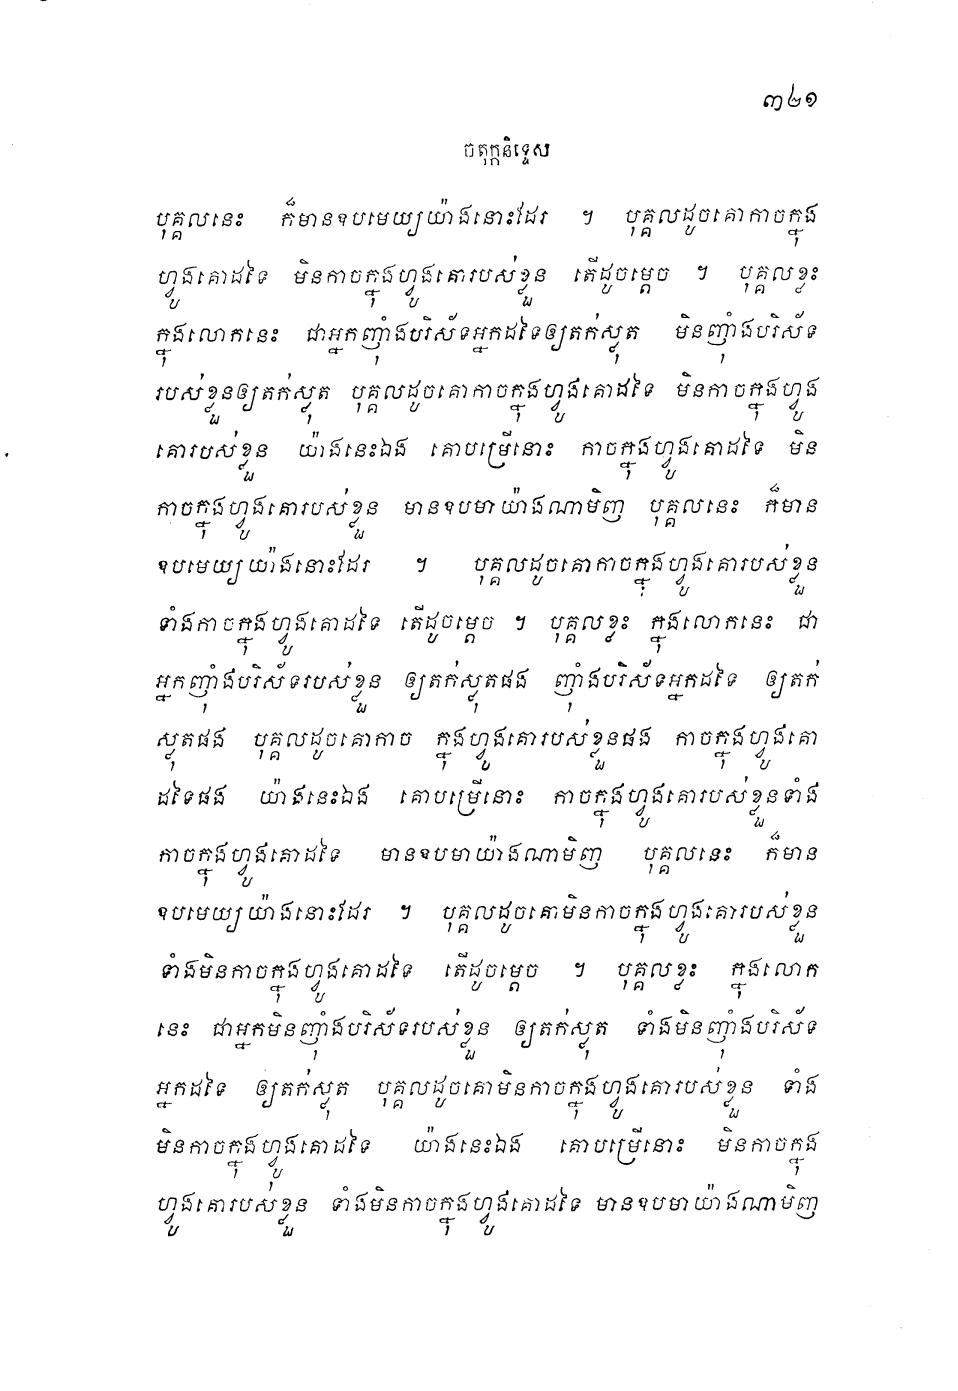 ៣២១
ចតុក្កនិទ្ទេស
បុគ្គលនេះ ក៏មានឧបមេយ្យយ៉ាងនោះដែរ ។ បុគ្គលដូចគោកាចក្នុង
ហ្វូងគោដទៃ មិនកាចក្នុងហ្វូងគោរបស់ខ្លួន តើដូចម្តេច ។ បុគ្គលខ្លះ
ក្នុងលោកនេះ ជាអ្នកញុំាងបរិស័ទអ្នកដទៃឲ្យតក់ស្លុត មិនញុំាងបរិស័ទ
របស់ខ្លួនឲ្យតក់ស្លុត បុគ្គលដូចគោកាចក្នុងហ្វូងគោដទៃ មិនកាចក្នុងហ្វូង
គោរបស់ខ្លួន យ៉ាងនេះឯង គោបម្រើនោះ កាចក្នុងហ្វូងគោដទៃ មិន
កាចក្នុងហ្វូងគោរបស់ខ្លួន មានឧបមាយ៉ាងណាមិញ បុគ្គលនេះ ក៏មាន
ឧបមេយ្យយ៉ាងនោះដែរ ។ បុគ្គលដូចគោកាចក្នុងហ្វូងគោរបស់ខ្លួន
ទាំងកាចក្នុងហ្វូងគោដទៃ តើដូចម្តេច ។ បុគ្គលខ្លះ ក្នុងលោកនេះ ជា
អ្នកញុំាងបរិស័ទរបស់ខ្លួន ឲ្យតក់ស្លុតផង ញុំាងបរិស័ទអ្នកដទៃ ឲ្យតក់
ស្លុតផង បុគ្គលដូចគោកាច ក្នុងហ្វូងគោរបស់ខ្លួនផង កាចក្នុងហ្វូងគោ
ដទៃផង យ៉ាងនេះឯង គោបម្រើនោះ កាចក្នុងហ្វូងគោរបស់ខ្លួនទាំង
កាចក្នុងហ្វូងគោដទៃ មានឧបមាយ៉ាងណាមិញ បុគ្គលនេះ ក៏មាន
ឧបមេយ្យយ៉ាងនោះដែរ ។ បុគ្គលដូចគោមិនកាចក្នុងហ្វូងគោរបស់ខ្លួន
ទាំងមិនកាចក្នុងហ្វូងគោដទៃ តើដូចម្តេច ។ បុគ្គលខ្លះ ក្នុងលោក
នេះ ជាអ្នកមិនញុំាងបរិស័ទរបស់ខ្លួន ឲ្យតក់ស្លុត ទាំងមិនញុំាងបរិស័ទ
អ្នកដទៃ ឲ្យតក់ស្លុត បុគ្គលដូចគោមិនកាចក្នុងហ្វូងគោរបស់ខ្លួន ទាំង
មិនកាចក្នុងហ្វូងគោដទៃ យ៉ាងនេះឯង គោបម្រើនោះ មិនកាចក្នុង
ហ្វូងគោរបស់ខ្លួន ទាំងមិនកាចក្នុងហ្វូងគោដទៃ មានឧបមាយ៉ាងណាមិញ